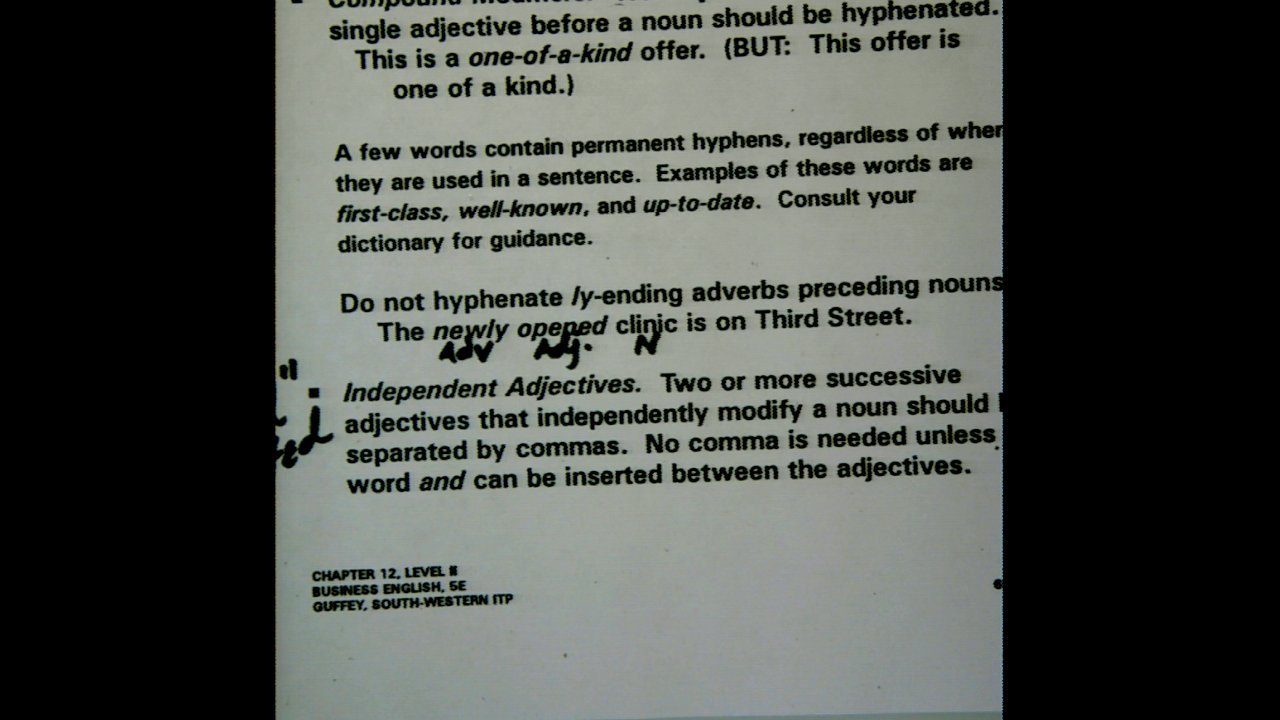 Compound
single adjective before a noun should be hyphenated.
This is a one-of-a-kind offer. (BUT: This offer is
one of a kind.)
A few words contain permanent hyphens, regardless of wher
they are used in a sentence. Examples of these words are
first-class, well-known, and up-to-date. Consult your
dictionary for guidance.
Do not hyphenate ly-ending adverbs preceding nouns
The newly opened clinic is on Third Street.
Adv Adj. N
Independent Adjectives. Two or more successive
adjectives that independently modify a noun should
separated by commas. No comma is needed unless
word and can be inserted between the adjectives.
CHAPTER 12, LEVEL II
BUSINESS ENGLISH, 5E
GUFFEY, SOUTH-WESTERN ITP